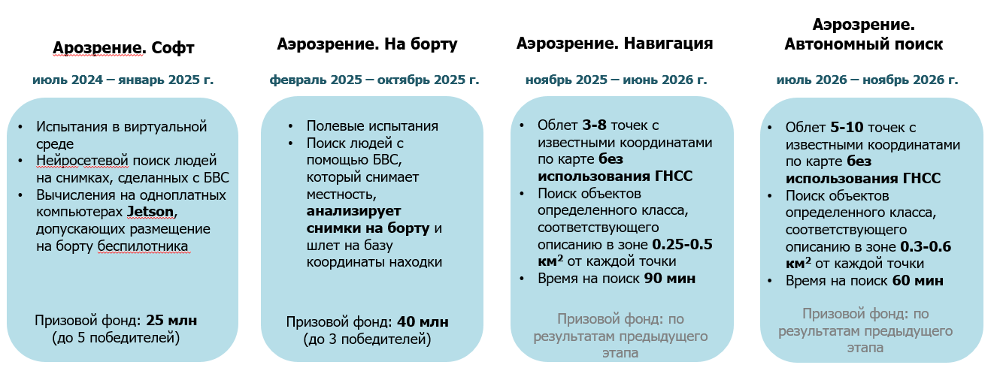 Арозрение. Софт
июль 2024 – январь 2025 г.
• Испытания в виртуальной
среде
• Нейросетевой поиск людей
на снимках, сделанных с БВС
• Вычисления на одноплатных
компьютерах Jetson,
допускающих размещение
на борту беспилотника
Призовой фонд: 25 млн
(до 5 победителей)
Аэрозрение. На борту
февраль 2025 – октябрь 2025 г.
• Полевые испытания
• Поиск людей с
помощью БВС,
который снимает
местность,
анализирует
снимки на борту и
шлет на базу
координаты находки
Призовой фонд: 40 млн
(до 3 победителей)
Аэрозрение. Навигация
ноябрь 2025 – июнь 2026 г.
• Облет 3-8 точек с
известными координатами
по карте без
использования ГНСС
• Поиск объектов
определенного класса,
соответствующего
описанию в зоне 0.25-0.5
км² от каждой точки
• Время на поиск 90 мин
Призовой фонд: по
результатам предыдущего
этапа
Аэрозрение.
Автономный поиск
июль 2026 – ноябрь 2026 г.
• Облет 5-10 точек с
известными координатами
по карте без
использования ГНСС
• Поиск объектов
определенного класса,
соответствующего
описанию в зоне 0.3-0.6
км² от каждой точки
• Время на поиск 60 мин
Призовой фонд: по
результатам предыдущего
этапа